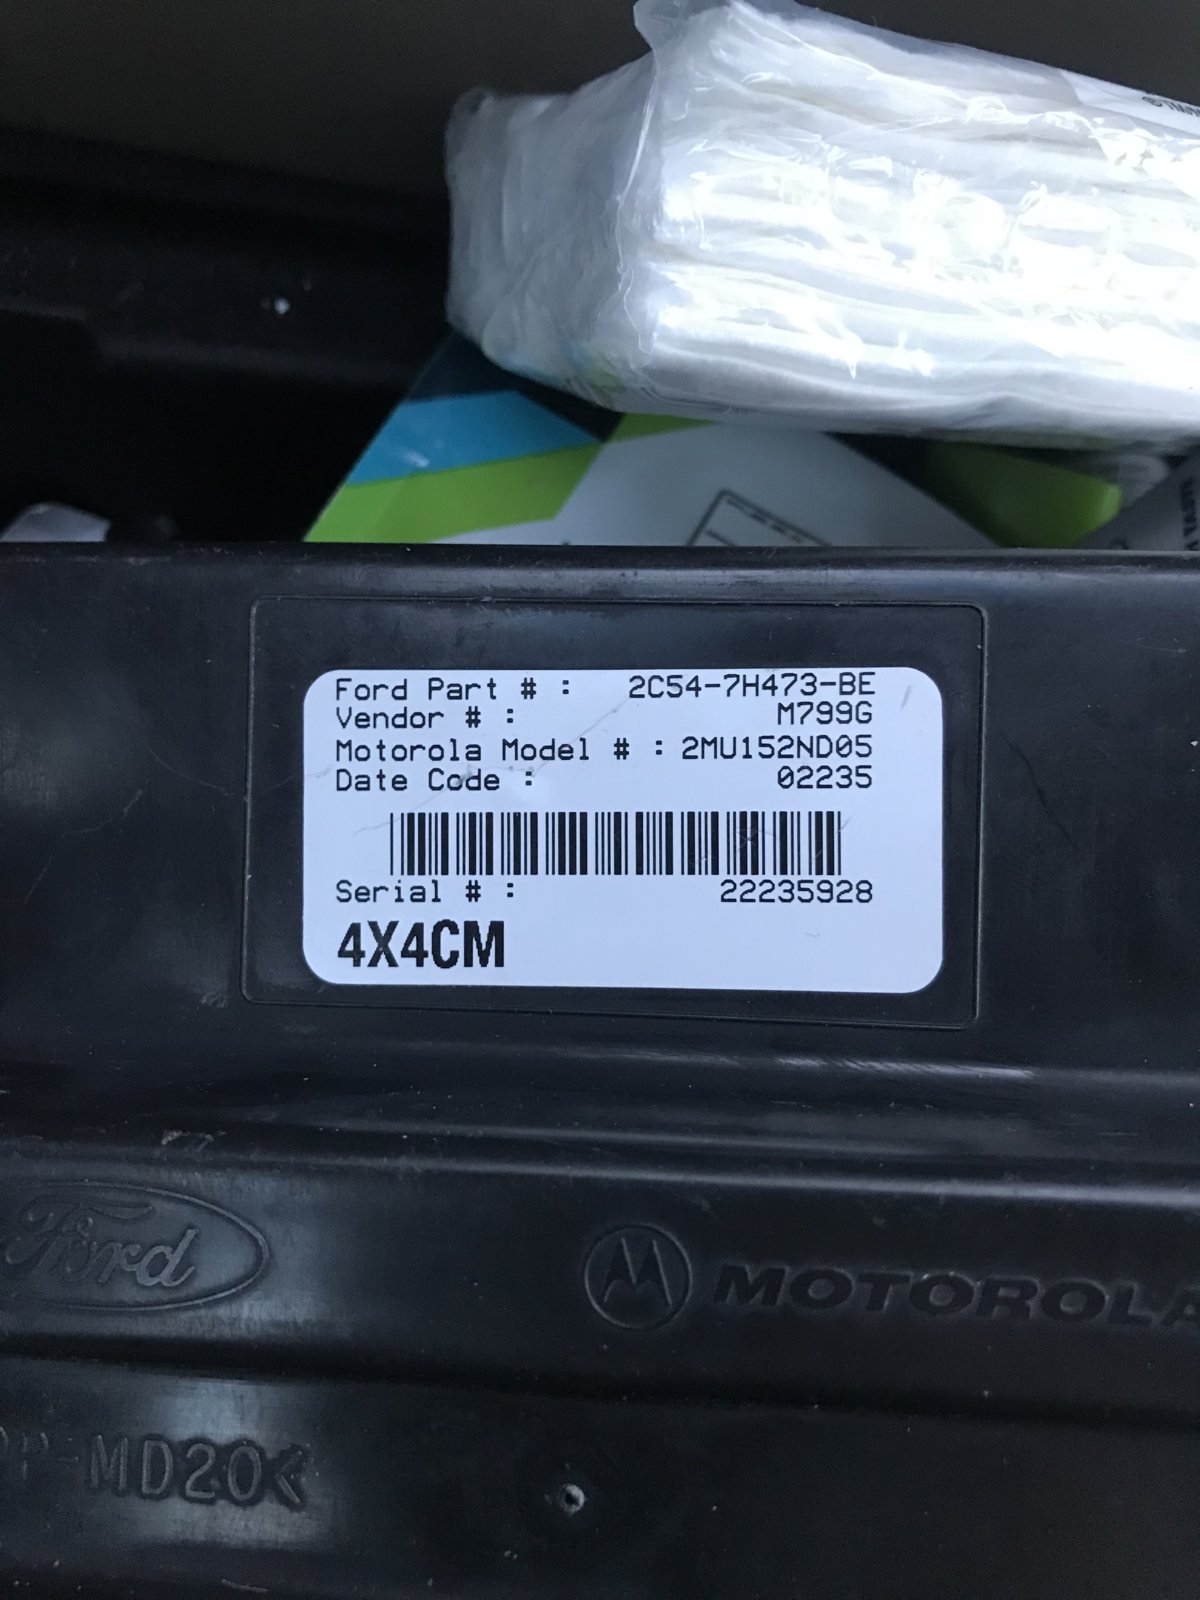 Ford Part # : 2C54-7H473-BE
Vendor # : M799G
Motorola Model # : 2MU152ND05
Date Code : 02235
Serial # : 22235928
4X4CM
Ford
M MOTOROLA
MD20<